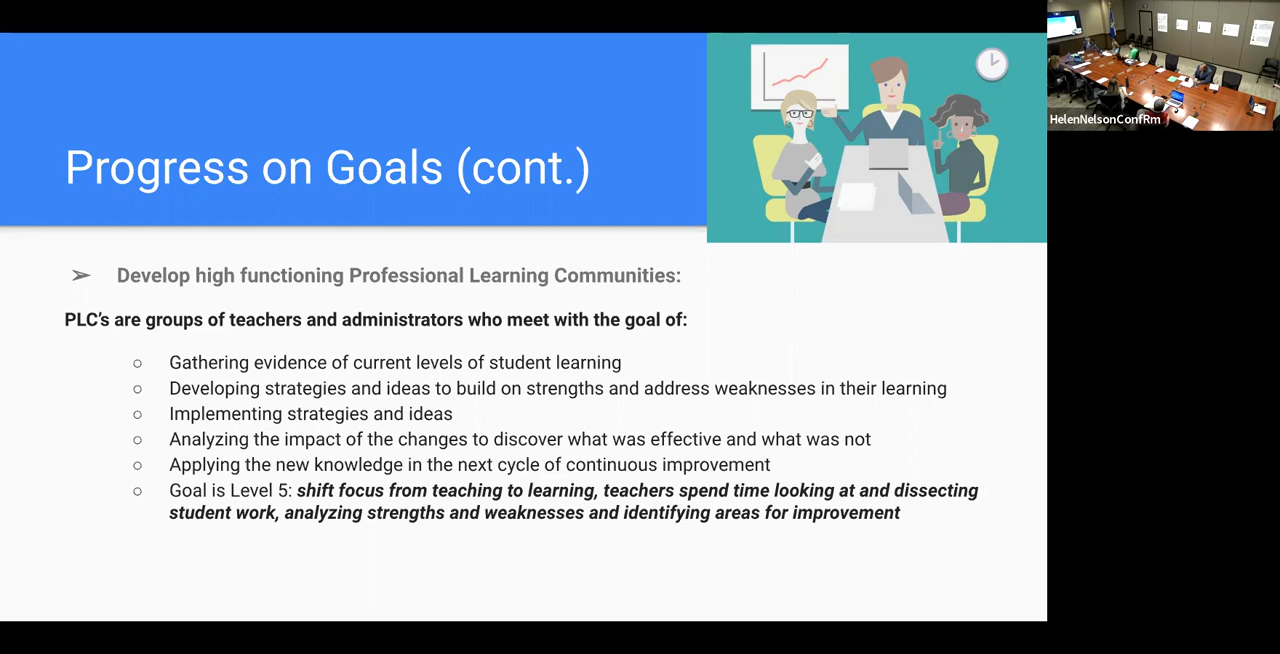 Progress on Goals (cont.)
➢ Develop high functioning Professional Learning Communities:
PLC’s are groups of teachers and administrators who meet with the goal of:
○ Gathering evidence of current levels of student learning
○ Developing strategies and ideas to build on strengths and address weaknesses in their learning
○ Implementing strategies and ideas
○ Analyzing the impact of the changes to discover what was effective and what was not
○ Applying the new knowledge in the next cycle of continuous improvement
○ Goal is Level 5: shift focus from teaching to learning, teachers spend time looking at and dissecting
student work, analyzing strengths and weaknesses and identifying areas for improvement
HelenNelsonConfRm